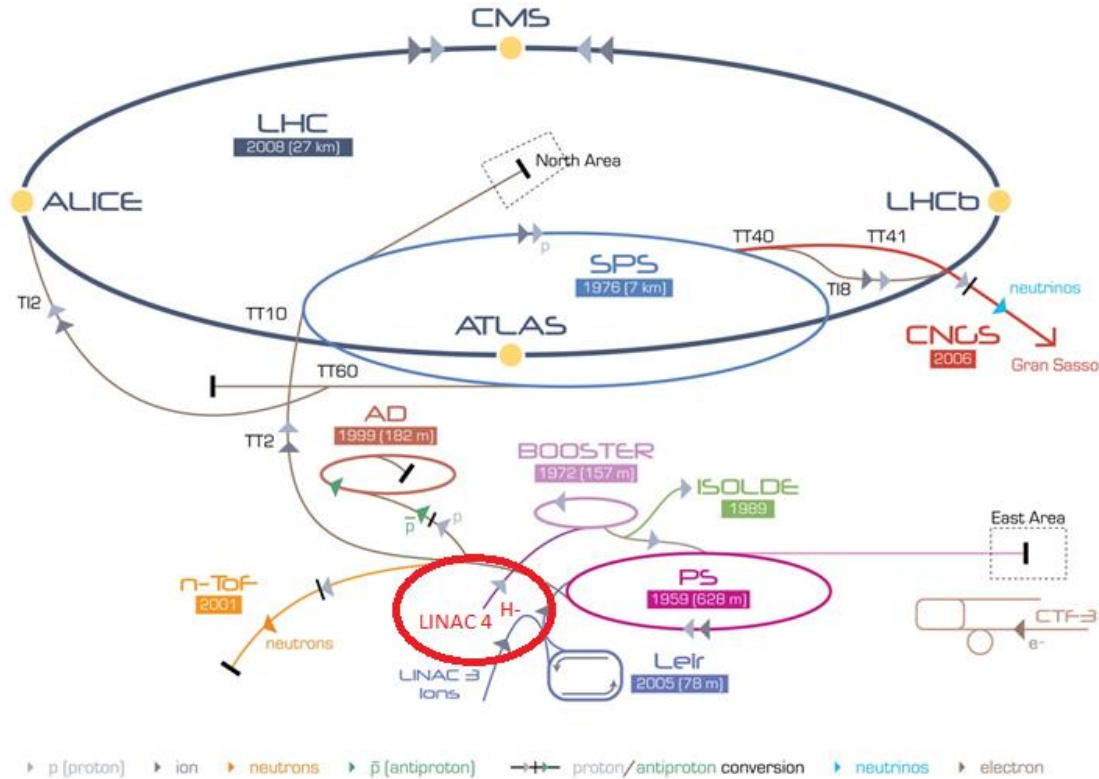 CMS
LHC
2008 (27 km)
North Area
ALICE
LHCb
TT40
TT41
p
SPS
1976 (7 km)
TI8
neutrinos
TI2
TT10
ATLAS
CNGS
2006
Gran Sasso
TT60
AD
1999 (182 m)
TT2
BOOSTER
1972 (157 m)
ISOLDE
1989
East Area
p̄
p
n-ToF
2001
PS
1959 (628 m)
LINAC 4
H-
CTF-3
e-
neutrons
LINAC 3
Ions
Leir
2005 (78 m)
p (proton) ion neutrons p̄ (antiproton) proton/antiproton conversion neutrinos electron